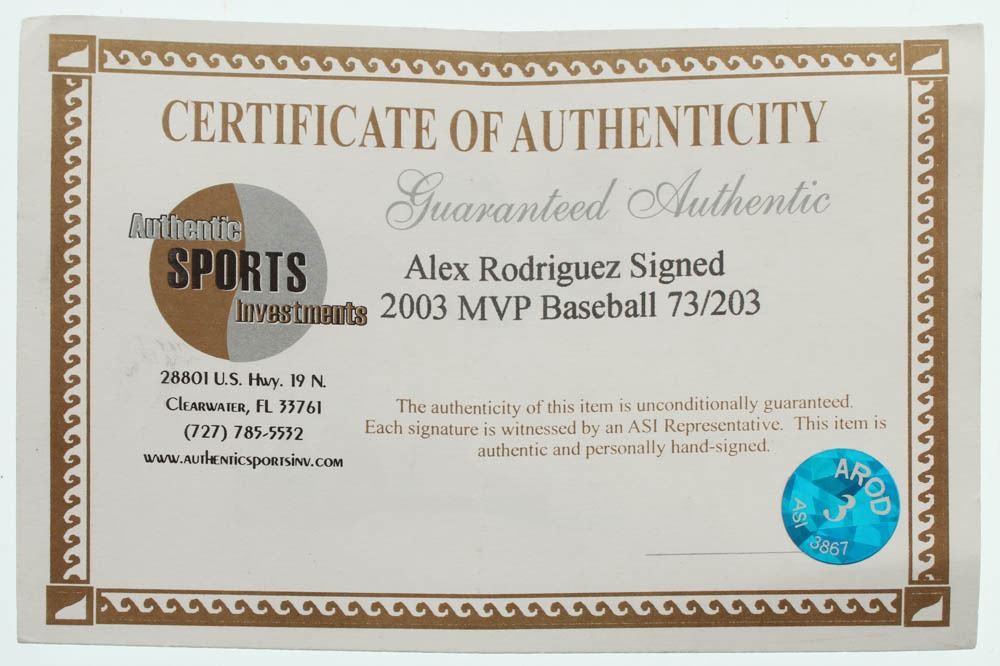 CERTIFICATE OF AUTHENTICITY
Guaranteed Authentic
Authentic
SPORTS
Investments
Alex Rodriguez Signed
2003 MVP Baseball 73/203
28801 U.S. Hwy. 19 N.
Clearwater, FL 33761
(727) 785-5532
www.authenticsportsinv.com
The authenticity of this item is unconditionally guaranteed.
Each signature is witnessed by an ASI Representative. This item is
authentic and personally hand-signed.
AROD
3
ASI 3867